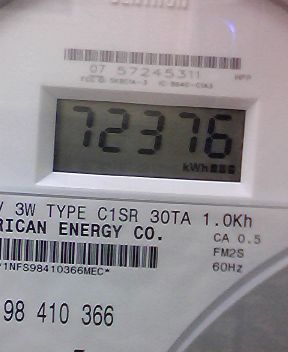 07 57245311
72376
kWh
V 3W TYPE C1SR 30TA 1.0Kh
RICAN ENERGY CO.
CA 0.5
FM2S
60Hz
*1NFS98410366MEC*
98 410 366